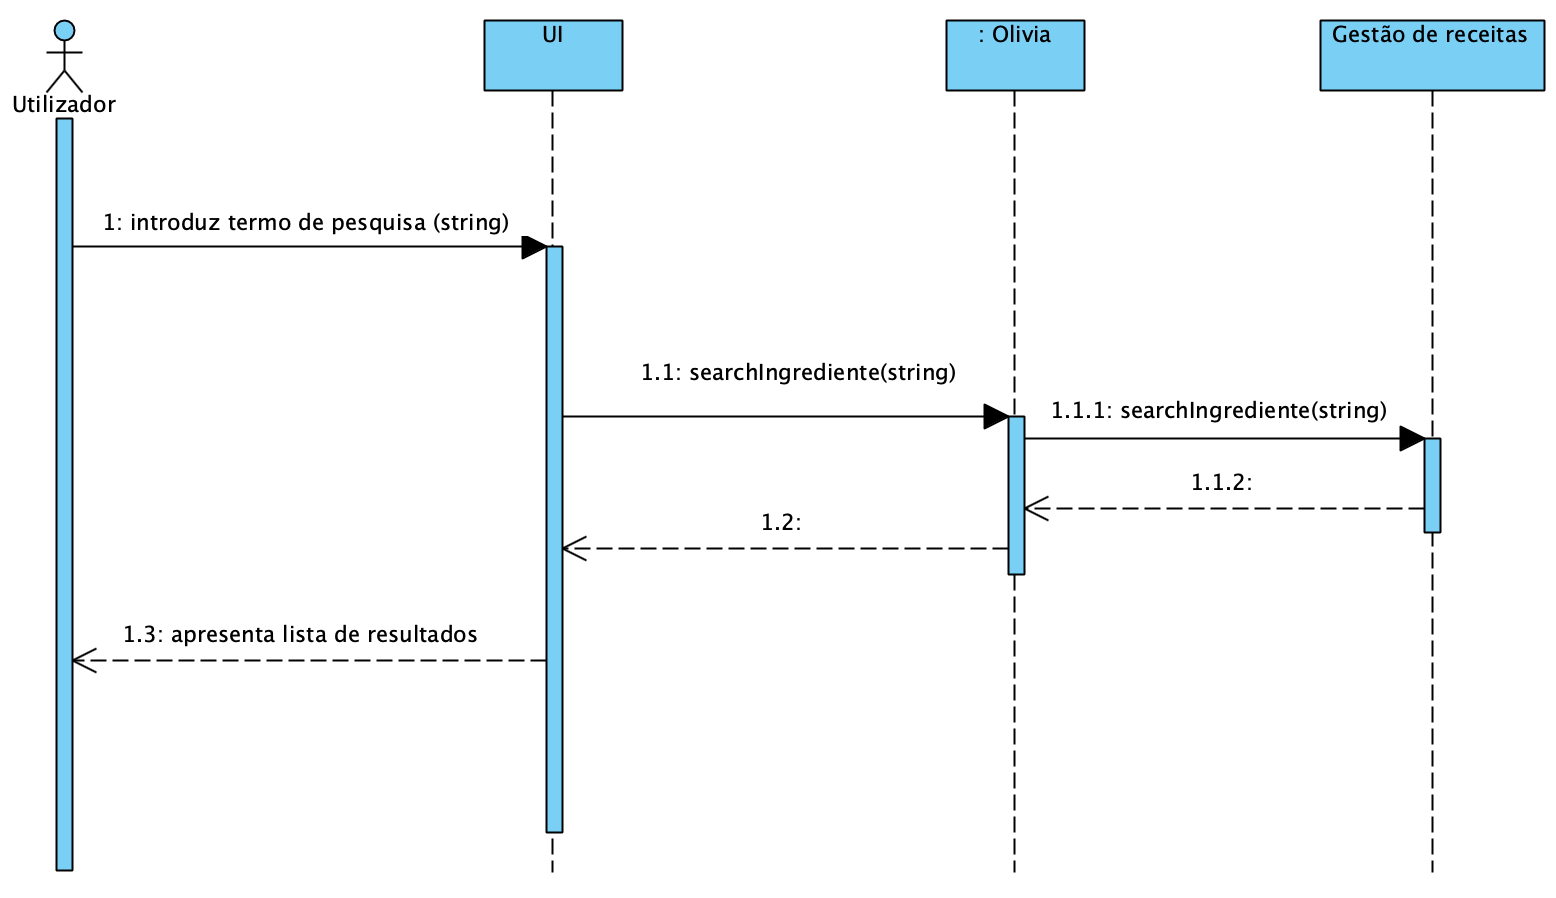 UI
: Olivia
Gestão de receitas
Utilizador
1: introduz termo de pesquisa (string)
1.1: searchIngrediente(string)
1.1.1: searchIngrediente(string)
1.1.2:
1.2:
1.3: apresenta lista de resultados